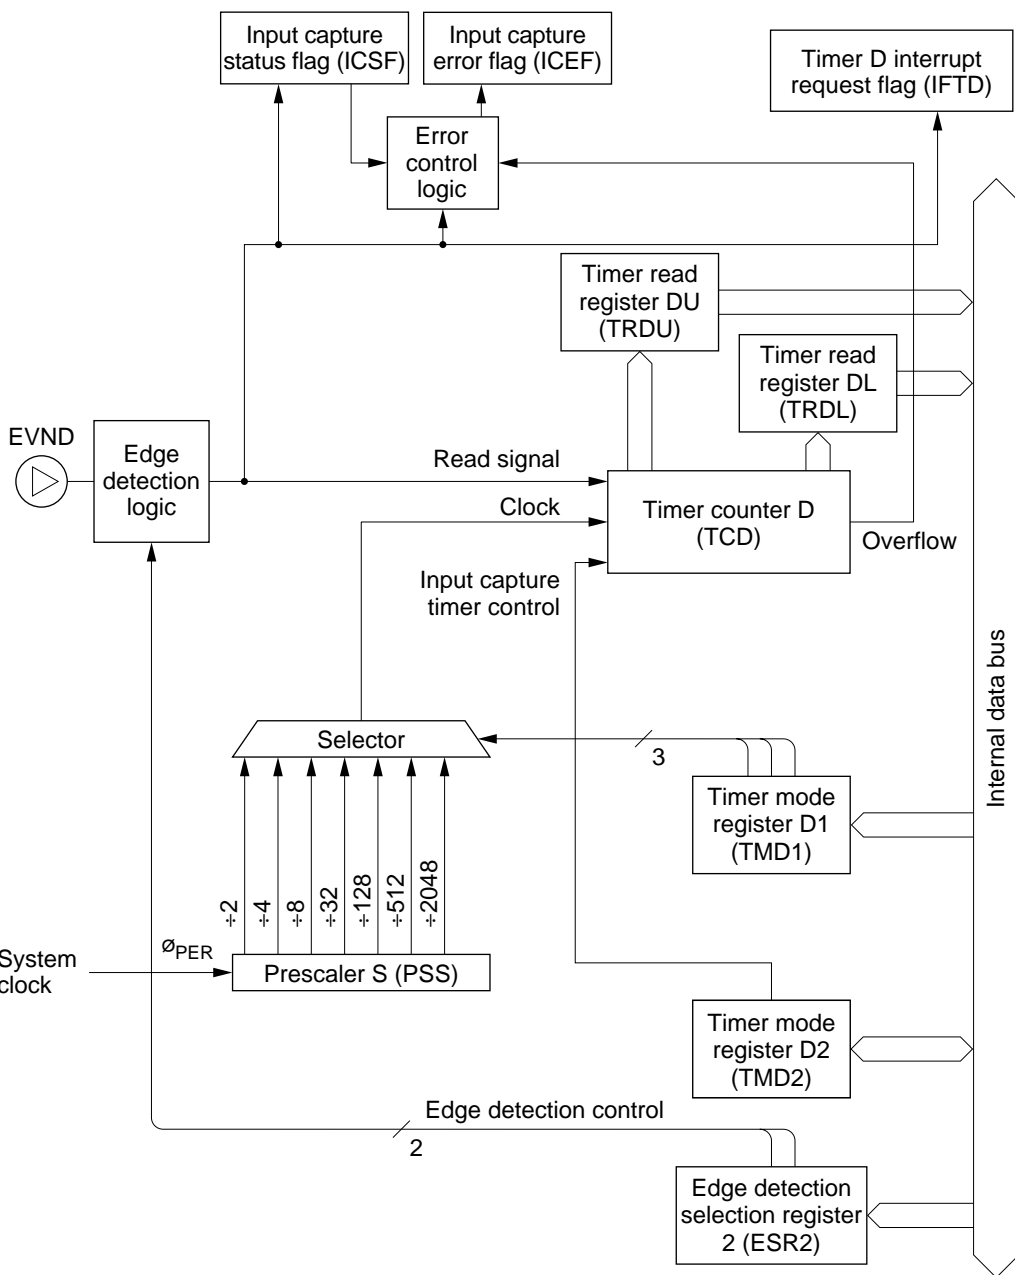 Input capture
status flag (ICSF)
Input capture
error flag (ICEF)
Timer D interrupt
request flag (IFTD)
Error
control
logic
Timer read
register DU
(TRDU)
Timer read
register DL
(TRDL)
EVND
Edge
detection
logic
Read signal
Clock
Timer counter D
(TCD)
Overflow
Input capture
timer control
Internal data bus
Selector
3
Timer mode
register D1
(TMD1)
÷2
÷4
÷8
÷32
÷128
÷512
÷2048
System
clock
øPER
Prescaler S (PSS)
Timer mode
register D2
(TMD2)
Edge detection control
2
Edge detection
selection register
2 (ESR2)